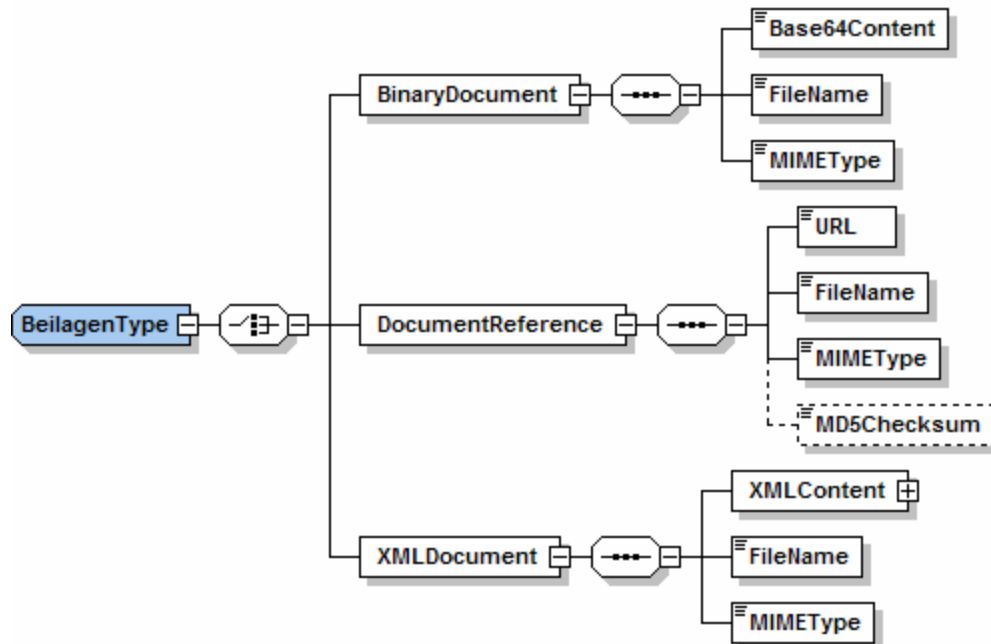 BeilagenType
BinaryDocument
Base64Content
FileName
MIMEType
DocumentReference
URL
FileName
MIMEType
MD5Checksum
XMLDocument
XMLContent
FileName
MIMEType